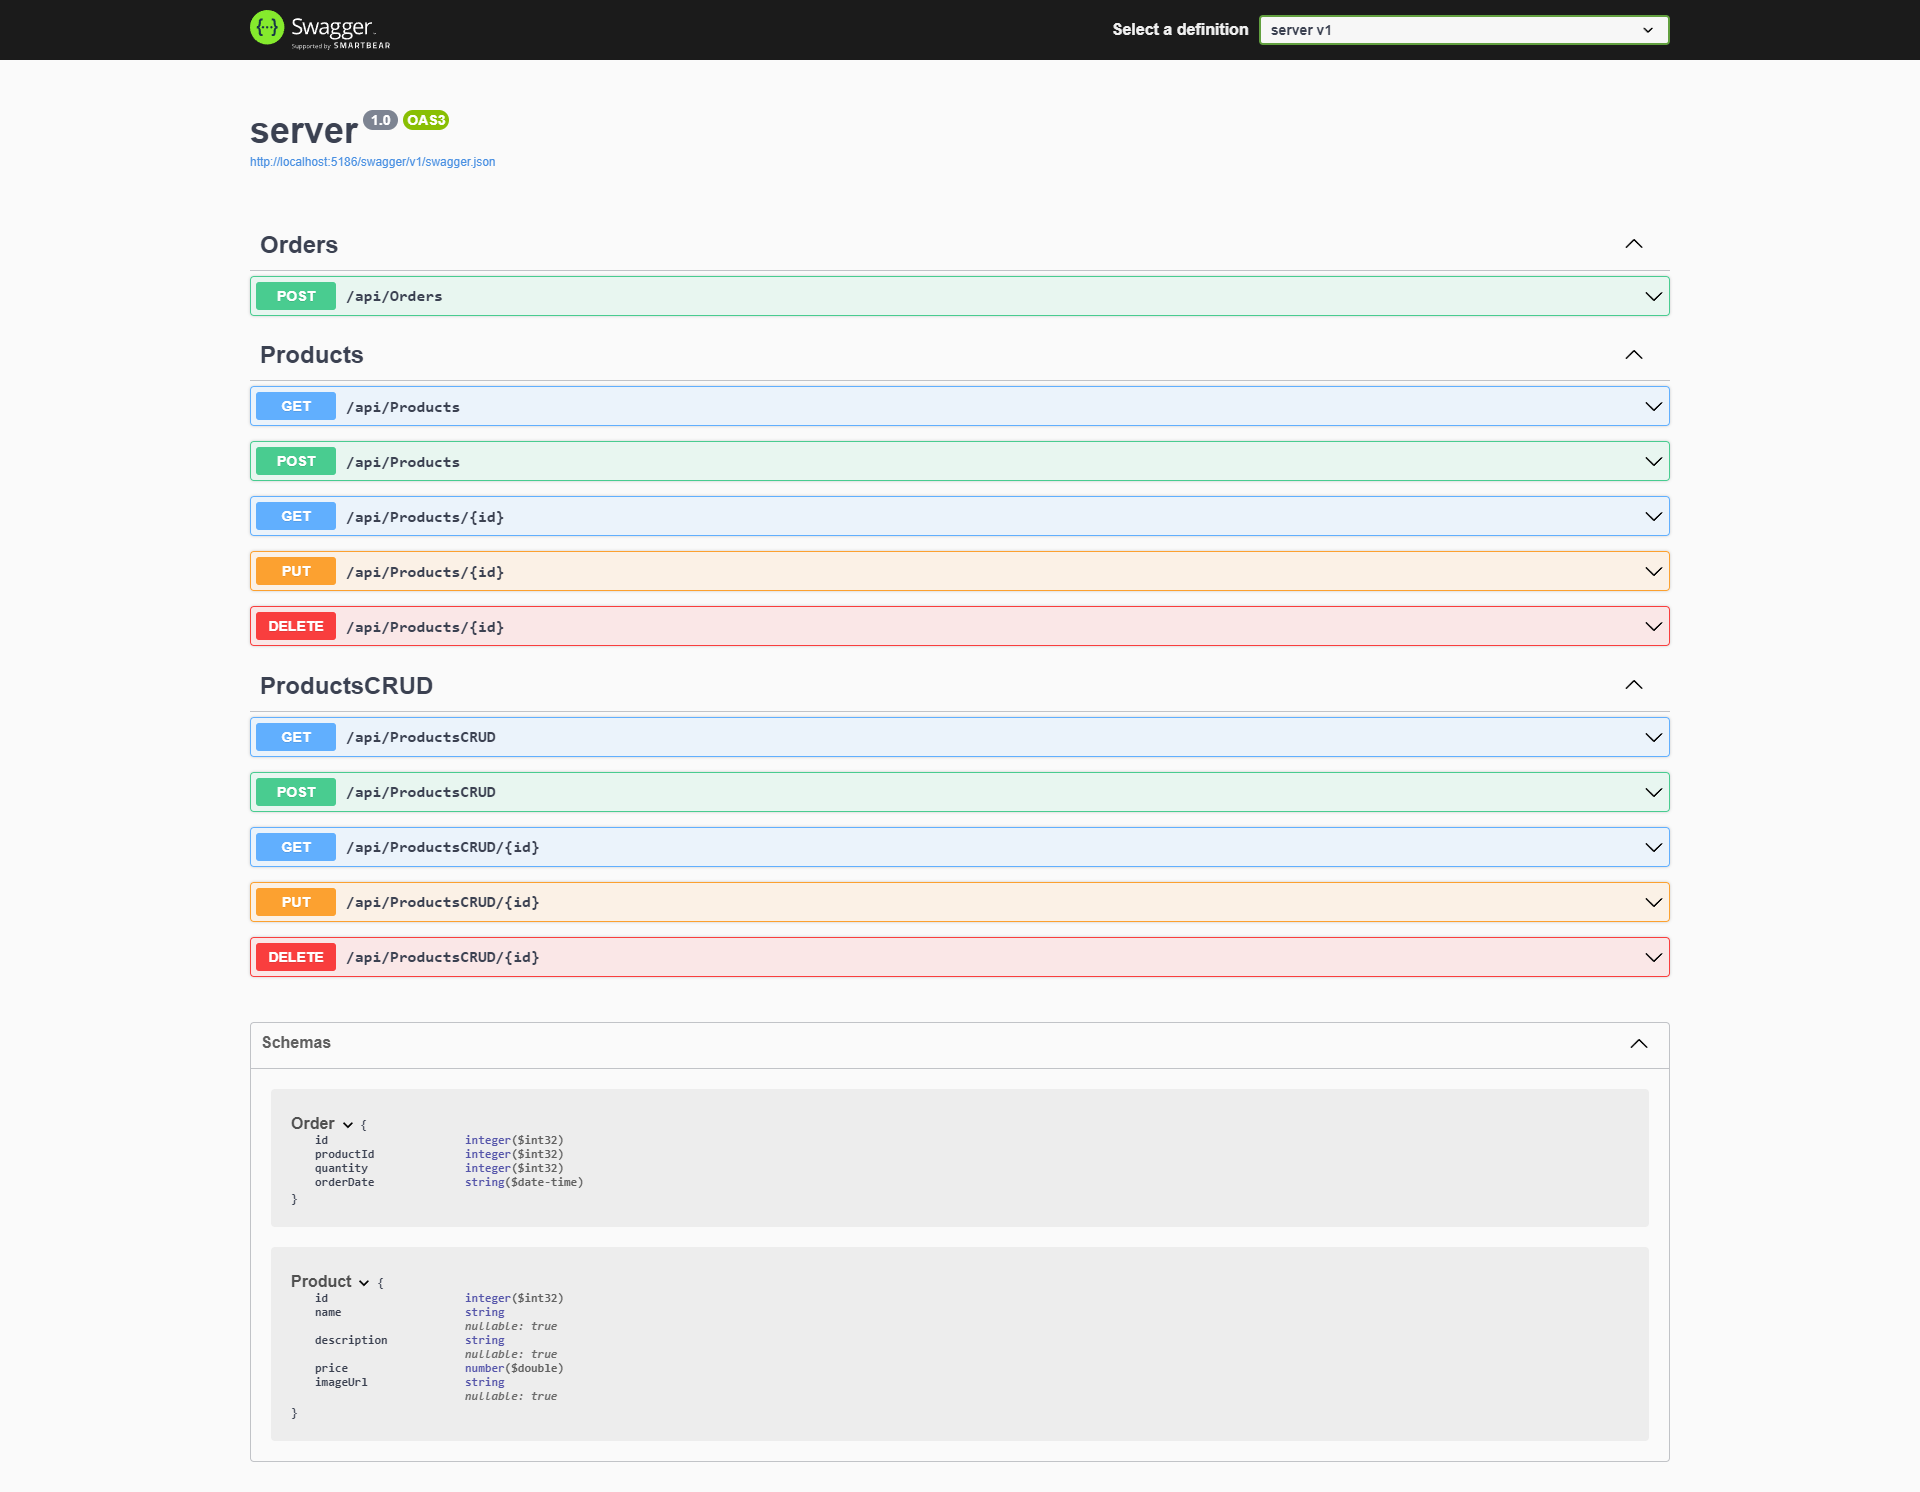 Swagger
Supported by SMARTBEAR
Select a definition
server v1
server 1.0 OAS3
http://localhost:5186/swagger/v1/swagger.json
Orders
POST /api/Orders
Products
GET /api/Products
POST /api/Products
GET /api/Products/{id}
PUT /api/Products/{id}
DELETE /api/Products/{id}
ProductsCRUD
GET /api/ProductsCRUD
POST /api/ProductsCRUD
GET /api/ProductsCRUD/{id}
PUT /api/ProductsCRUD/{id}
DELETE /api/ProductsCRUD/{id}
Schemas
Order {
id integer($int32)
productId integer($int32)
quantity integer($int32)
orderDate string($date-time)
}
Product {
id integer($int32)
name string
nullable: true
description string
nullable: true
price number($double)
imageUrl string
nullable: true
}